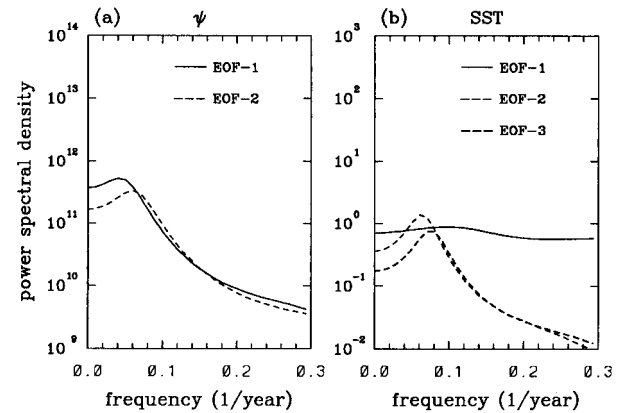 (a) ψ
(b) SST
10^14
10^13
10^12
10^11
10^10
10^9
power spectral density
EOF-1
EOF-2
0.0 0.1 0.2 0.3
frequency (1/year)
10^3
10^2
10^1
10^0
10^-1
10^-2
EOF-1
EOF-2
EOF-3
0.0 0.1 0.2 0.3
frequency (1/year)